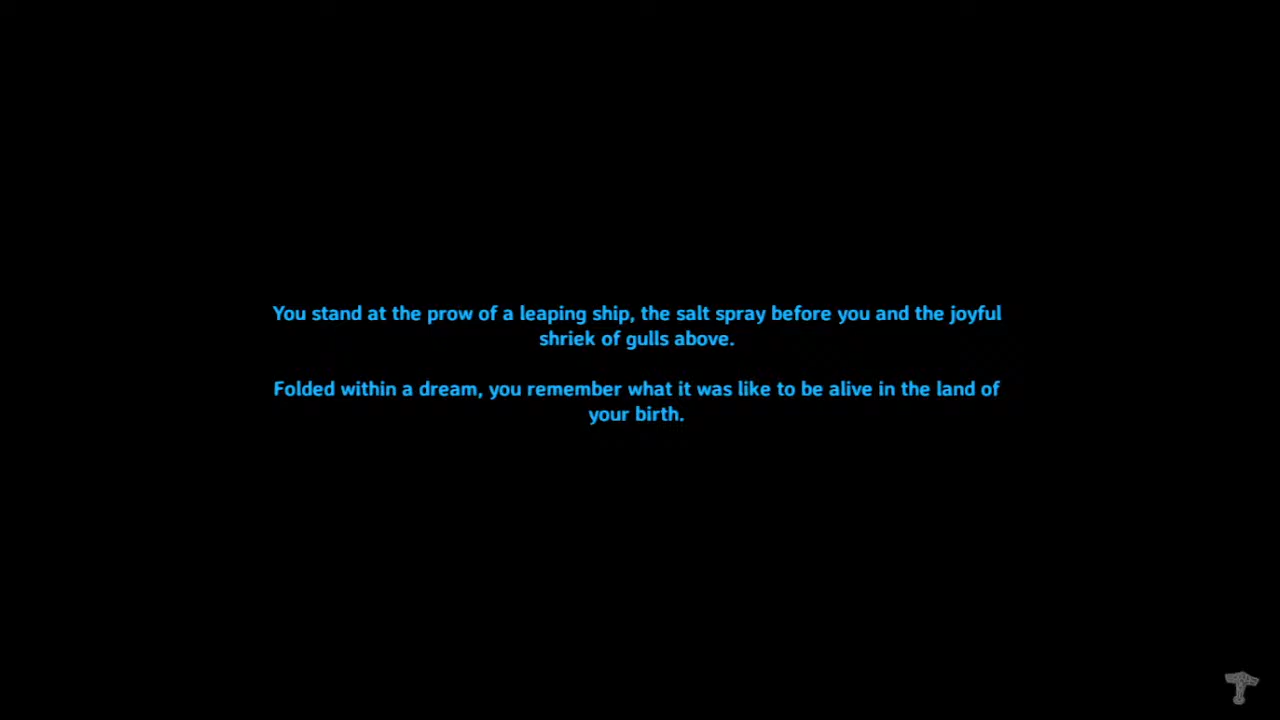 You stand at the prow of a leaping ship, the salt spray before you and the joyful
shriek of gulls above.
Folded within a dream, you remember what it was like to be alive in the land of
your birth.